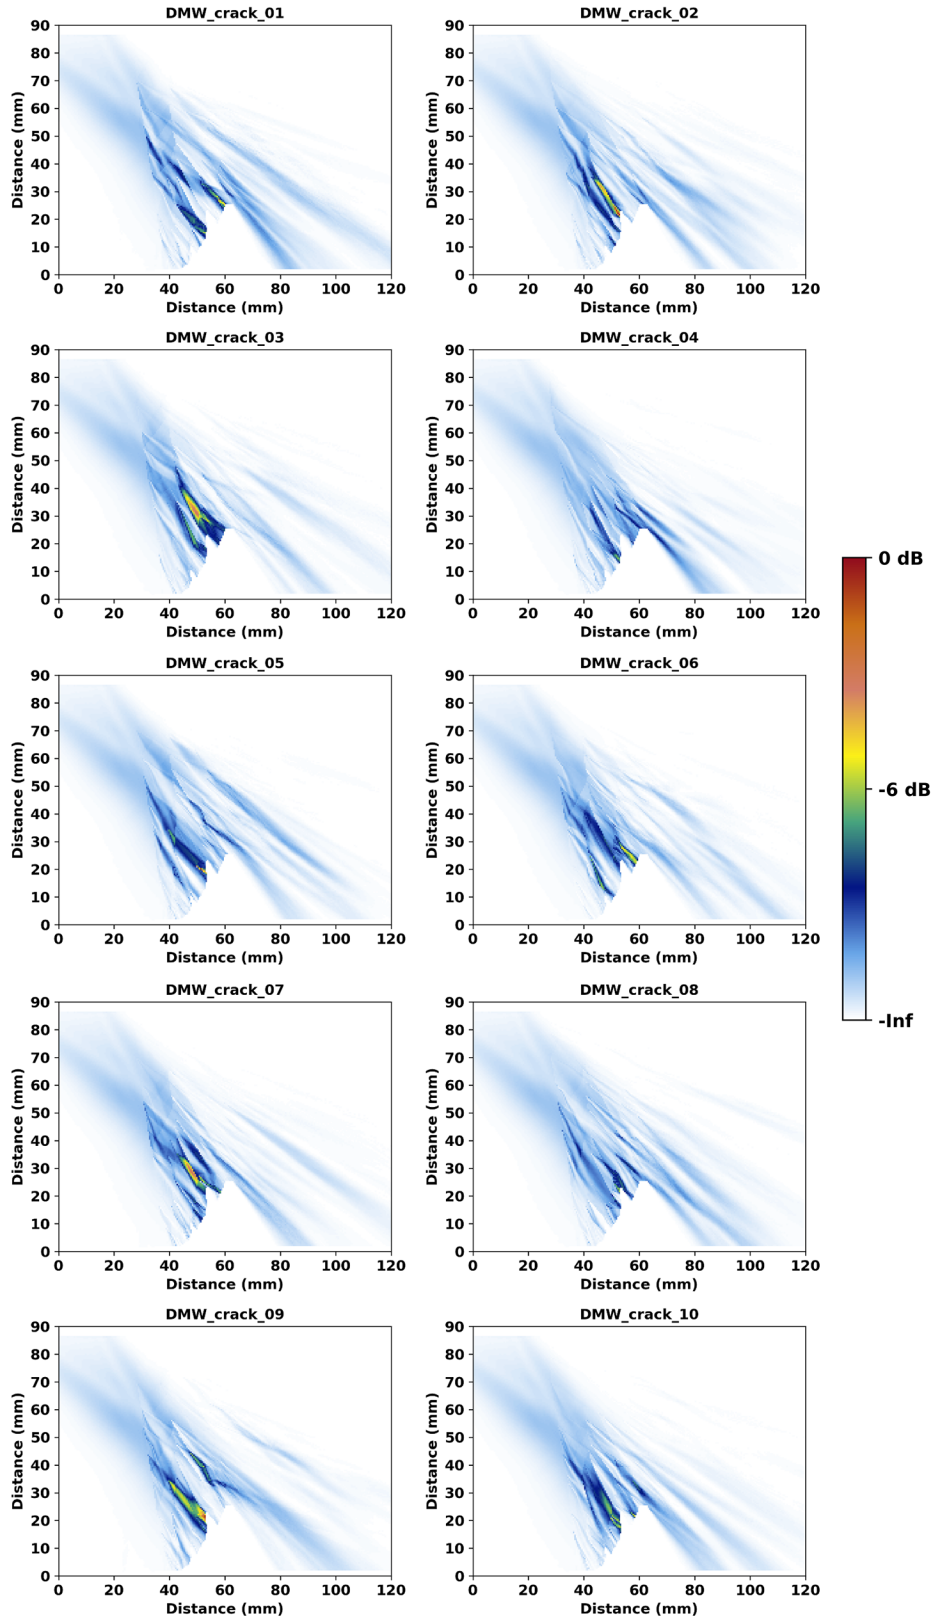 DMW_crack_01 DMW_crack_02
90 90
80 80
70 70
60 60
50 50
40 40
30 30
20 20
10 10
0 0
0 20 40 60 80 100 120 0 20 40 60 80 100 120
Distance (mm) Distance (mm)
Distance (mm) Distance (mm)
DMW_crack_03 DMW_crack_04
90 90
80 80
70 70
60 60
50 50
40 40
30 30
20 20
10 10
0 0
0 20 40 60 80 100 120 0 20 40 60 80 100 120
Distance (mm) Distance (mm)
Distance (mm) Distance (mm)
DMW_crack_05 DMW_crack_06
90 90
80 80
70 70
60 60
50 50
40 40
30 30
20 20
10 10
0 0
0 20 40 60 80 100 120 0 20 40 60 80 100 120
Distance (mm) Distance (mm)
Distance (mm) Distance (mm)
DMW_crack_07 DMW_crack_08
90 90
80 80
70 70
60 60
50 50
40 40
30 30
20 20
10 10
0 0
0 20 40 60 80 100 120 0 20 40 60 80 100 120
Distance (mm) Distance (mm)
Distance (mm) Distance (mm)
DMW_crack_09 DMW_crack_10
90 90
80 80
70 70
60 60
50 50
40 40
30 30
20 20
10 10
0 0
0 20 40 60 80 100 120 0 20 40 60 80 100 120
Distance (mm) Distance (mm)
Distance (mm) Distance (mm)
0 dB
-6 dB
-Inf